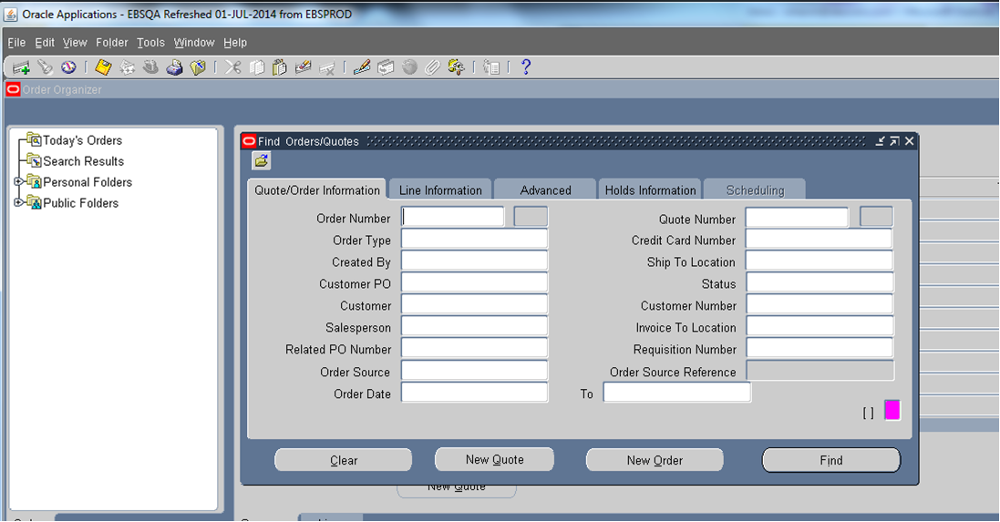 Oracle Applications - EBSQA Refreshed 01-JUL-2014 from EBSPROD
File Edit View Folder Tools Window Help
Order Organizer
Today's Orders
Search Results
Personal Folders
Public Folders
Find Orders/Quotes
Quote/Order Information Line Information Advanced Holds Information Scheduling
Order Number Quote Number
Order Type Credit Card Number
Created By Ship To Location
Customer PO Status
Customer Customer Number
Salesperson Invoice To Location
Related PO Number Requisition Number
Order Source Order Source Reference
Order Date To
[ ]
Clear New Quote New Order Find
New Quote